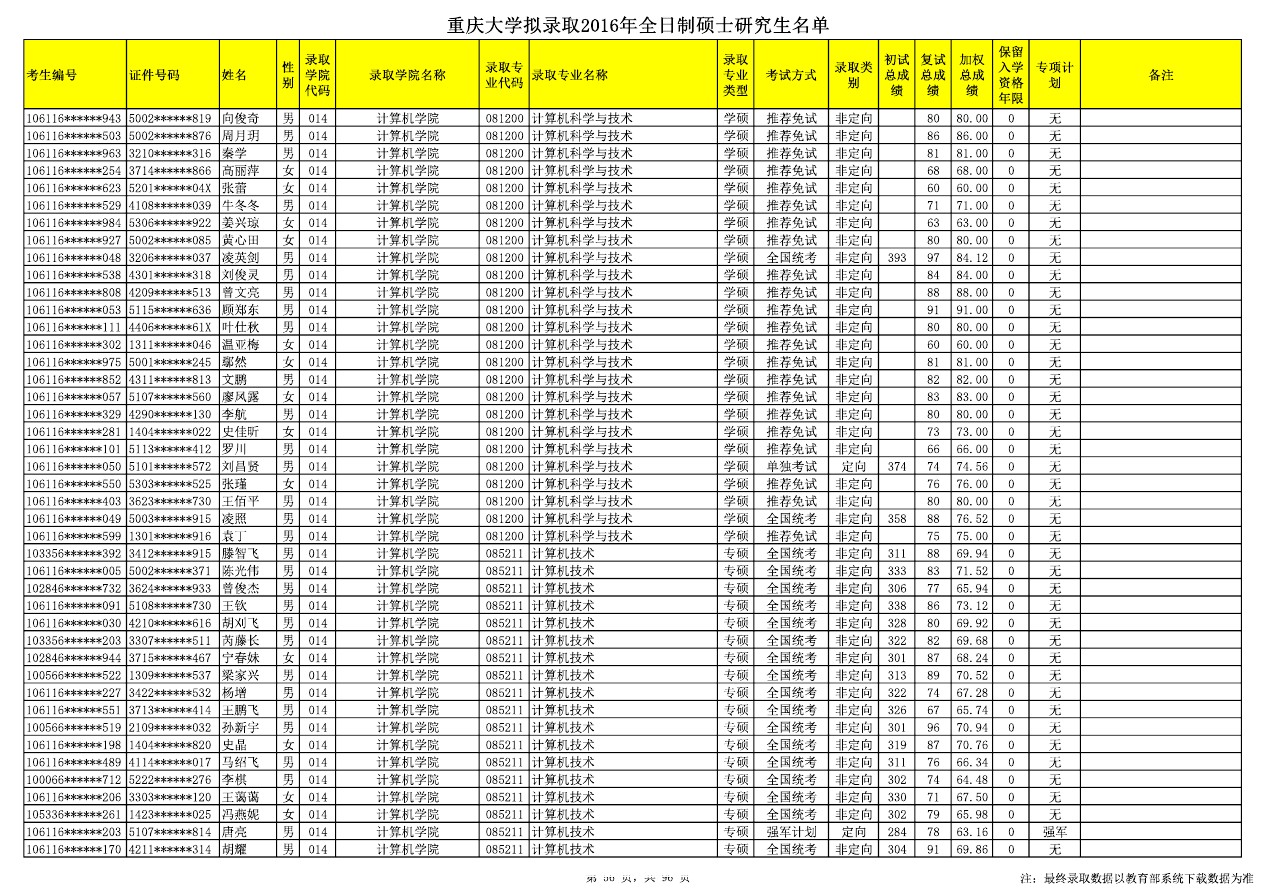 重庆大学拟录取2016年全日制硕士研究生名单
考生编号 证件号码 姓名 性别 录取学院代码 录取学院名称 录取专业代码 录取专业名称 录取专业类型 考试方式 录取类别 初试总成绩 复试总成绩 加权总成绩 保留入学资格年限 专项计划 备注
106116******943 5002******819 向俊奇 男 014 计算机学院 081200 计算机科学与技术 学硕 推荐免试 非定向 80 80.00 0 无
106116******503 5002******876 周月玥 男 014 计算机学院 081200 计算机科学与技术 学硕 推荐免试 非定向 86 86.00 0 无
106116******963 3210******316 秦学 男 014 计算机学院 081200 计算机科学与技术 学硕 推荐免试 非定向 81 81.00 0 无
106116******254 3714******866 高丽萍 女 014 计算机学院 081200 计算机科学与技术 学硕 推荐免试 非定向 68 68.00 0 无
106116******623 5201******04X 张蕾 女 014 计算机学院 081200 计算机科学与技术 学硕 推荐免试 非定向 60 60.00 0 无
106116******529 4108******039 牛冬冬 男 014 计算机学院 081200 计算机科学与技术 学硕 推荐免试 非定向 71 71.00 0 无
106116******984 5306******922 姜兴琼 女 014 计算机学院 081200 计算机科学与技术 学硕 推荐免试 非定向 63 63.00 0 无
106116******927 5002******085 黄心田 女 014 计算机学院 081200 计算机科学与技术 学硕 推荐免试 非定向 80 80.00 0 无
106116******048 3206******037 凌英剑 男 014 计算机学院 081200 计算机科学与技术 学硕 全国统考 非定向 393 97 84.12 0 无
106116******538 4301******318 刘俊灵 男 014 计算机学院 081200 计算机科学与技术 学硕 推荐免试 非定向 84 84.00 0 无
106116******808 4209******513 曾文亮 男 014 计算机学院 081200 计算机科学与技术 学硕 推荐免试 非定向 88 88.00 0 无
106116******053 5115******636 顾郑东 男 014 计算机学院 081200 计算机科学与技术 学硕 推荐免试 非定向 91 91.00 0 无
106116******111 4406******61X 叶仕秋 男 014 计算机学院 081200 计算机科学与技术 学硕 推荐免试 非定向 80 80.00 0 无
106116******302 1311******046 温亚梅 女 014 计算机学院 081200 计算机科学与技术 学硕 推荐免试 非定向 60 60.00 0 无
106116******975 5001******245 鄢然 女 014 计算机学院 081200 计算机科学与技术 学硕 推荐免试 非定向 81 81.00 0 无
106116******852 4311******813 文鹏 男 014 计算机学院 081200 计算机科学与技术 学硕 推荐免试 非定向 82 82.00 0 无
106116******057 5107******560 廖凤露 女 014 计算机学院 081200 计算机科学与技术 学硕 推荐免试 非定向 83 83.00 0 无
106116******329 4290******130 李航 男 014 计算机学院 081200 计算机科学与技术 学硕 推荐免试 非定向 80 80.00 0 无
106116******281 1404******022 史佳昕 女 014 计算机学院 081200 计算机科学与技术 学硕 推荐免试 非定向 73 73.00 0 无
106116******101 5113******412 罗川 男 014 计算机学院 081200 计算机科学与技术 学硕 推荐免试 非定向 66 66.00 0 无
106116******050 5101******572 刘昌贤 男 014 计算机学院 081200 计算机科学与技术 学硕 单独考试 定向 374 74 74.56 0 无
106116******550 5303******525 张瑾 女 014 计算机学院 081200 计算机科学与技术 学硕 推荐免试 非定向 76 76.00 0 无
106116******403 3623******730 王佰平 男 014 计算机学院 081200 计算机科学与技术 学硕 推荐免试 非定向 80 80.00 0 无
106116******049 5003******915 凌照 男 014 计算机学院 081200 计算机科学与技术 学硕 全国统考 非定向 358 88 76.52 0 无
106116******599 1301******916 袁丁 男 014 计算机学院 081200 计算机科学与技术 学硕 推荐免试 非定向 75 75.00 0 无
103356******392 3412******915 滕智飞 男 014 计算机学院 085211 计算机技术 专硕 全国统考 非定向 311 88 69.94 0 无
106116******005 5002******371 陈光伟 男 014 计算机学院 085211 计算机技术 专硕 全国统考 非定向 333 83 71.52 0 无
102846******732 3624******933 曾俊杰 男 014 计算机学院 085211 计算机技术 专硕 全国统考 非定向 306 77 65.94 0 无
106116******091 5108******730 王钦 男 014 计算机学院 085211 计算机技术 专硕 全国统考 非定向 338 86 73.12 0 无
106116******030 4210******616 胡刈飞 男 014 计算机学院 085211 计算机技术 专硕 全国统考 非定向 328 80 69.92 0 无
103356******203 3307******511 芮藤长 男 014 计算机学院 085211 计算机技术 专硕 全国统考 非定向 322 82 69.68 0 无
102846******944 3715******467 宁春妹 女 014 计算机学院 085211 计算机技术 专硕 全国统考 非定向 301 87 68.24 0 无
100566******522 1309******537 梁家兴 男 014 计算机学院 085211 计算机技术 专硕 全国统考 非定向 313 89 70.52 0 无
106116******227 3422******532 杨增 男 014 计算机学院 085211 计算机技术 专硕 全国统考 非定向 322 74 67.28 0 无
106116******551 3713******414 王鹏飞 男 014 计算机学院 085211 计算机技术 专硕 全国统考 非定向 326 67 65.74 0 无
100566******519 2109******032 孙新宇 男 014 计算机学院 085211 计算机技术 专硕 全国统考 非定向 301 96 70.94 0 无
106116******198 1404******820 史晶 女 014 计算机学院 085211 计算机技术 专硕 全国统考 非定向 319 87 70.76 0 无
106116******489 4114******017 马绍飞 男 014 计算机学院 085211 计算机技术 专硕 全国统考 非定向 311 76 66.34 0 无
100066******712 5222******276 李棋 男 014 计算机学院 085211 计算机技术 专硕 全国统考 非定向 302 74 64.48 0 无
106116******206 3303******120 王蔼蔼 女 014 计算机学院 085211 计算机技术 专硕 全国统考 非定向 330 71 67.50 0 无
105336******261 1423******025 冯燕妮 女 014 计算机学院 085211 计算机技术 专硕 全国统考 非定向 302 79 65.98 0 无
106116******203 5107******814 唐亮 男 014 计算机学院 085211 计算机技术 专硕 强军计划 定向 284 78 63.16 0 强军
106116******170 4211******314 胡耀 男 014 计算机学院 085211 计算机技术 专硕 全国统考 非定向 304 91 69.86 0 无
注：最终录取数据以教育部系统下载数据为准